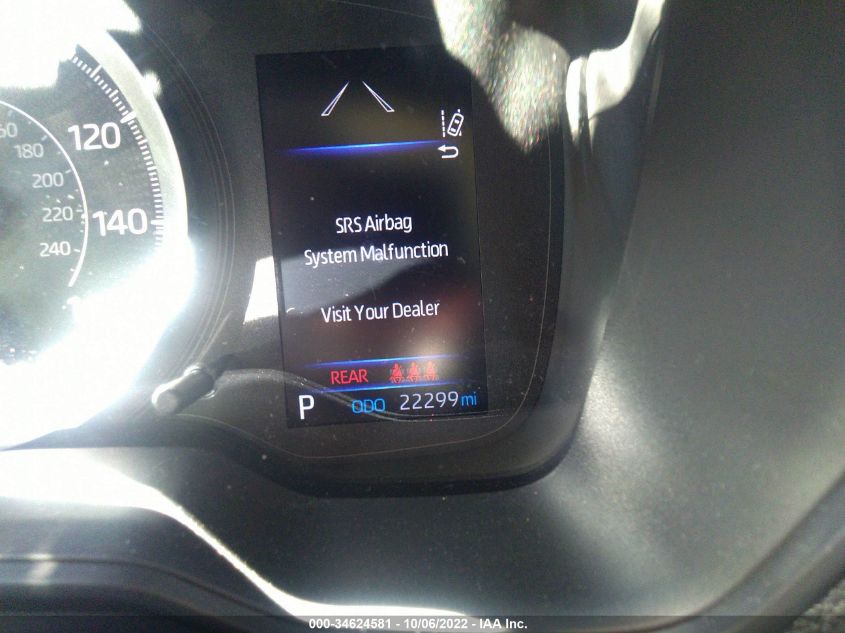 120
180
200
220
140
240
SRS Airbag
System Malfunction
Visit Your Dealer
REAR
P ODO 22299 mi
000-34624581 - 10/06/2022 - IAA Inc.